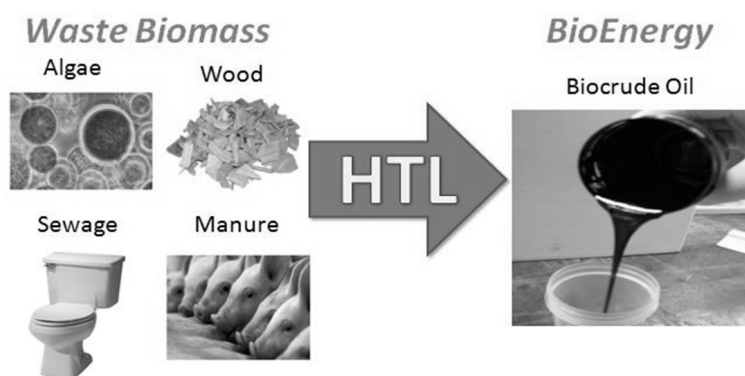 Waste Biomass
BioEnergy
Algae
Wood
Biocrude Oil
HTL
Sewage
Manure